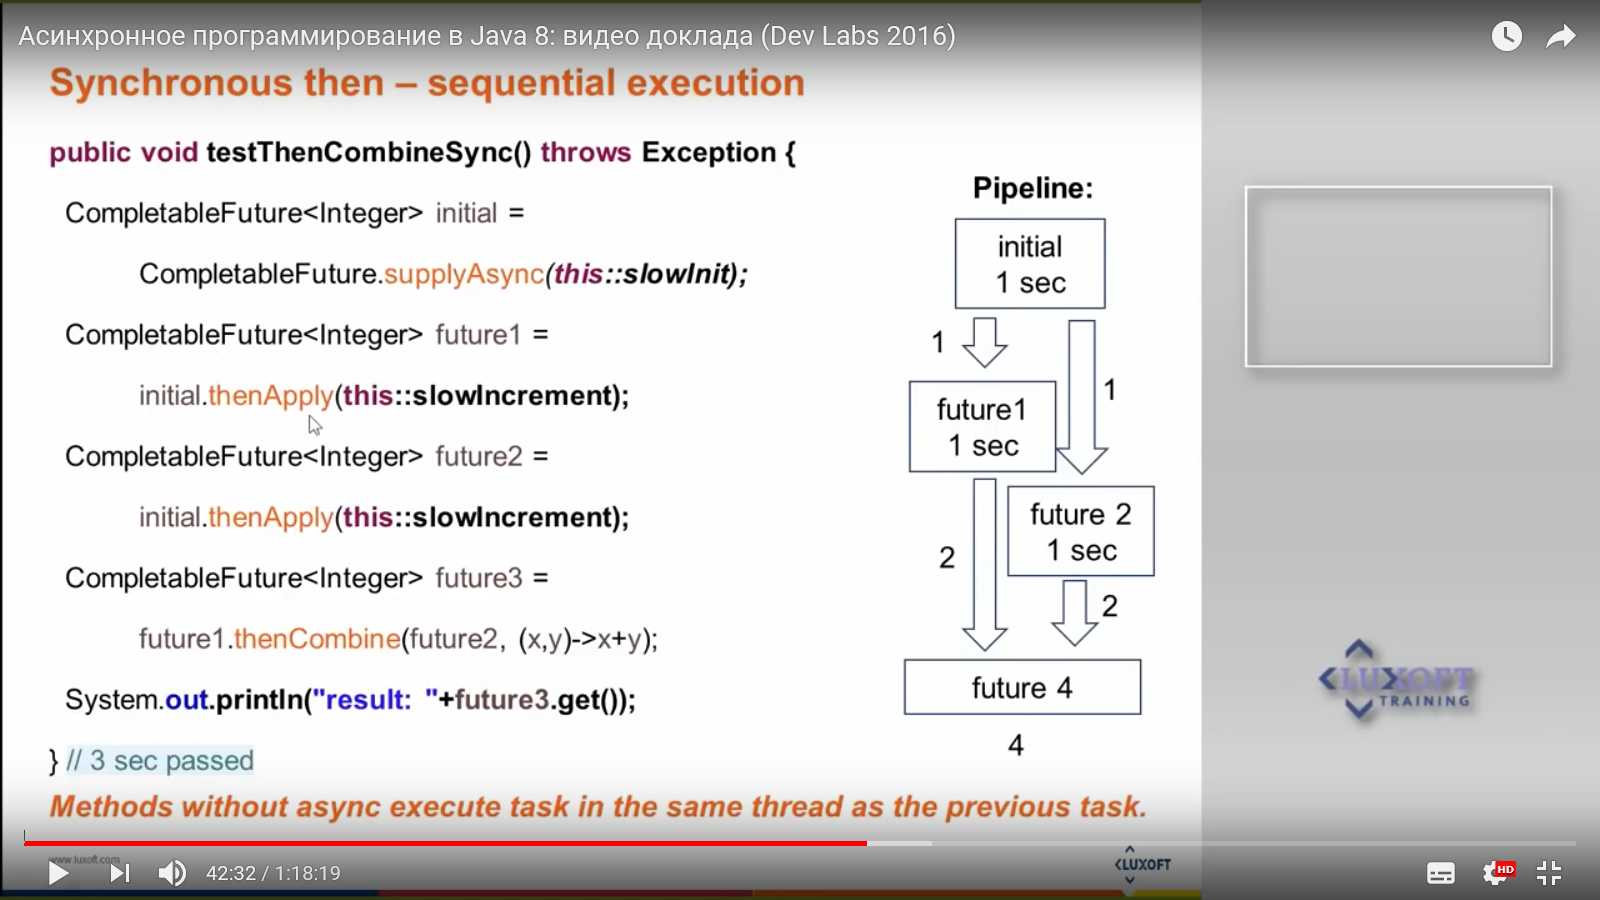 Асинхронное программирование в Java 8: видео доклада (Dev Labs 2016)
Synchronous then – sequential execution
public void testThenCombineSync() throws Exception {
CompletableFuture<Integer> initial =
CompletableFuture.supplyAsync(this::slowInit);
CompletableFuture<Integer> future1 =
initial.thenApply(this::slowIncrement);
CompletableFuture<Integer> future2 =
initial.thenApply(this::slowIncrement);
CompletableFuture<Integer> future3 =
future1.thenCombine(future2, (x,y)->x+y);
System.out.println("result: "+future3.get());
} // 3 sec passed
Methods without async execute task in the same thread as the previous task.
Pipeline:
initial
1 sec
1
1
future1
1 sec
future 2
1 sec
2
2
future 4
4
LUXOFT
TRAINING
www.luxoft.com
LUXOFT
42:32 / 1:18:19
HD